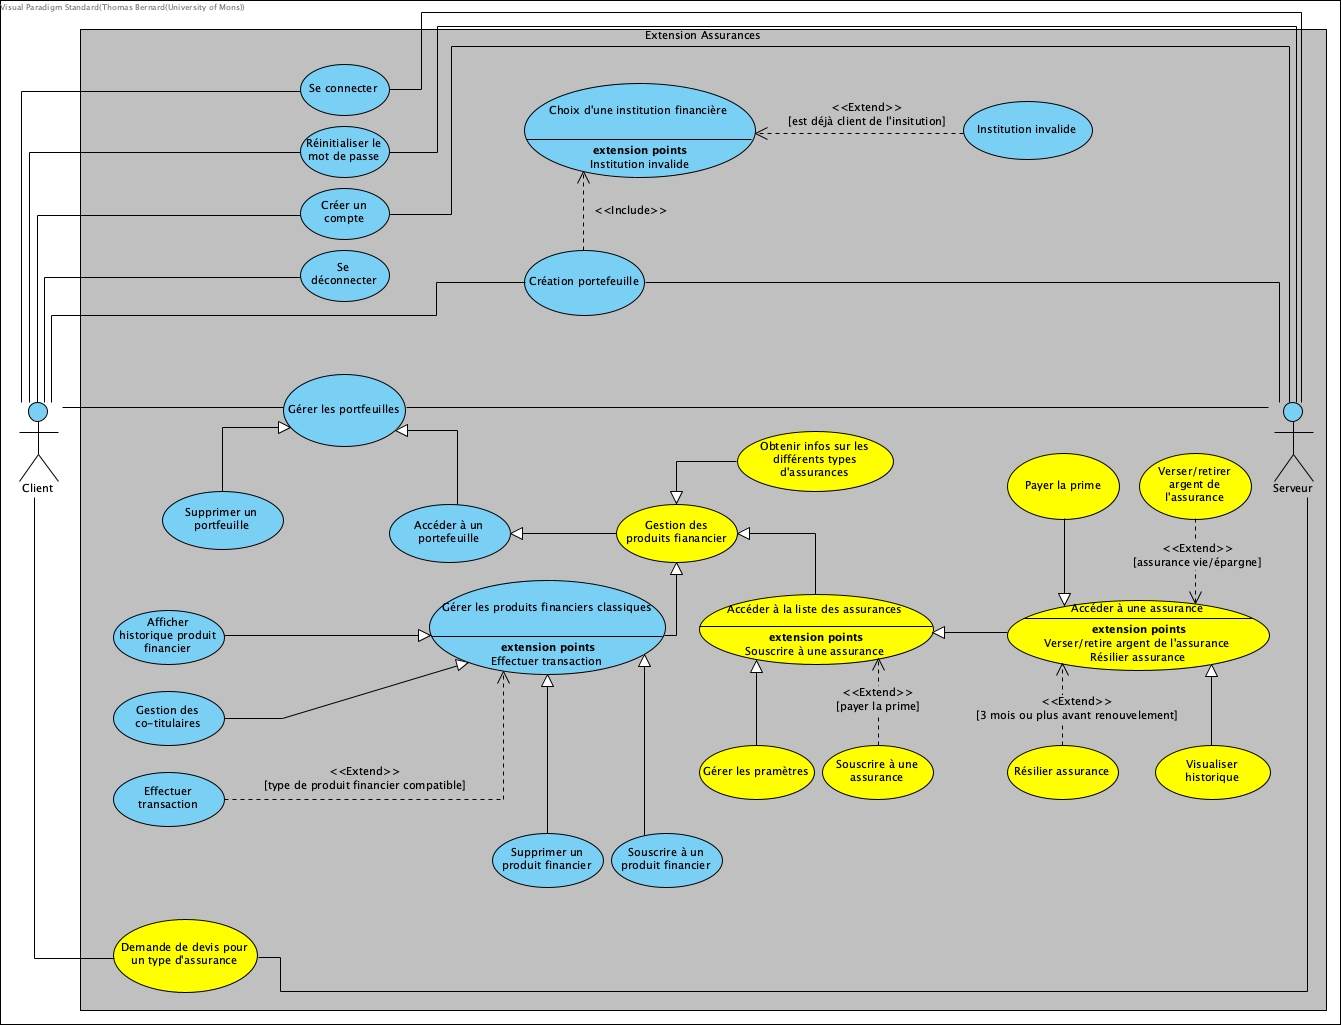 Visual Paradigm Standard(Thomas Bernard(University of Mons))
Extension Assurances
Se connecter
Réinitialiser le
mot de passe
Créer un
compte
Se
déconnecter
Choix d'une institution financière
extension points
Institution invalide
<<Extend>>
[est déjà client de l'insitution]
Institution invalide
<<Include>>
Création portefeuille
Client
Serveur
Gérer les portfeuilles
Supprimer un
portfeuille
Accéder à un
portefeuille
Obtenir infos sur les
différents types
d'assurances
Gestion des
produits fianancier
Payer la prime
Verser/retirer
argent de
l'assurance
<<Extend>>
[assurance vie/épargne]
Afficher
historique produit
financier
Gérer les produits financiers classiques
extension points
Effectuer transaction
Accéder à la liste des assurances
extension points
Souscrire à une assurance
Accéder à une assurance
extension points
Verser/retire argent de l'assurance
Résilier assurance
Gestion des
co-titulaires
<<Extend>>
[payer la prime]
<<Extend>>
[3 mois ou plus avant renouvelement]
Effectuer
transaction
<<Extend>>
[type de produit financier compatible]
Gérer les pramètres
Souscrire à une
assurance
Résilier assurance
Visualiser
historique
Supprimer un
produit financier
Souscrire à un
produit financier
Demande de devis pour
un type d'assurance